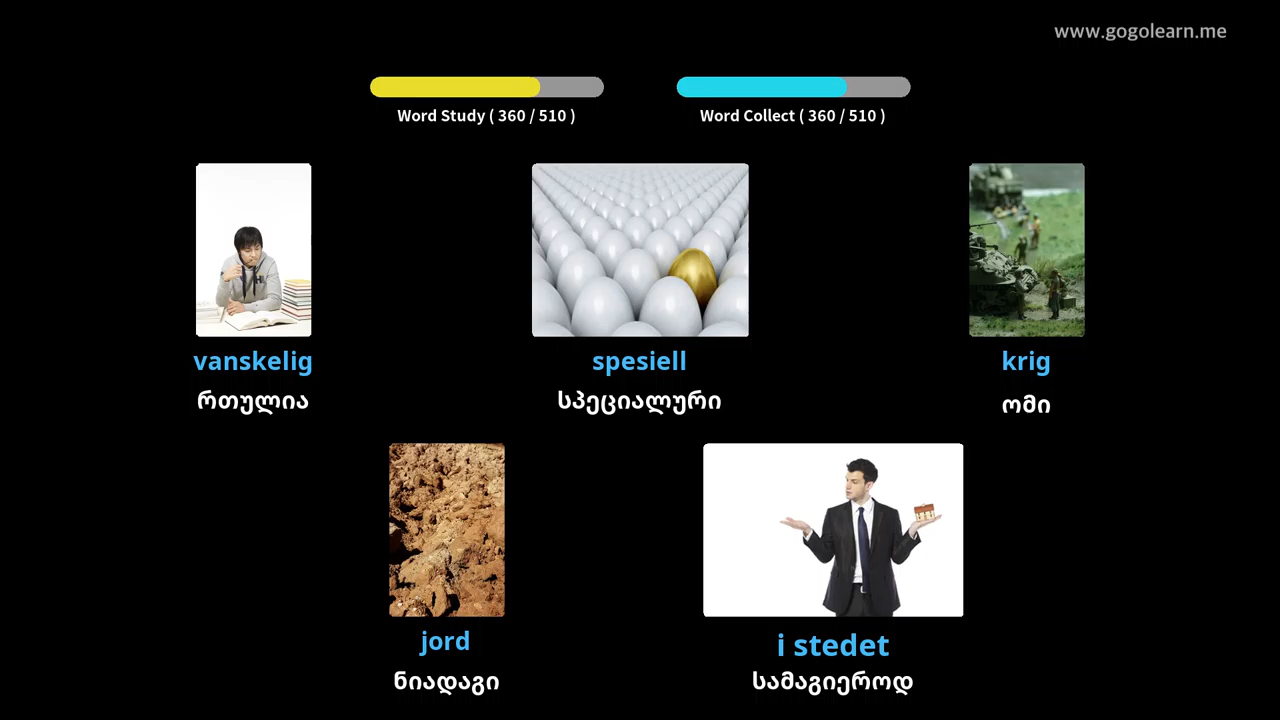 www.gogolearn.me
Word Study ( 360 / 510 )
Word Collect ( 360 / 510 )
vanskelig
რთულია
spesiell
სპეციალური
krig
ომი
jord
ნიადაგი
i stedet
სამაგიეროდ